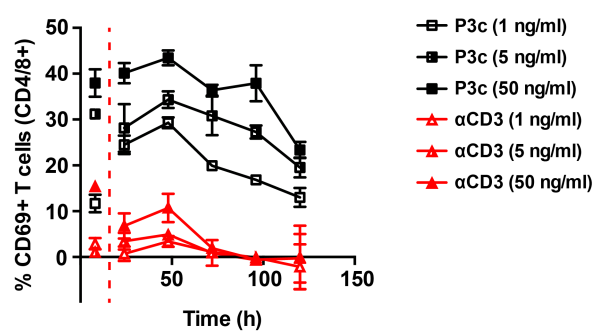 % CD69+ T cells (CD4/8+)
50
40
30
20
10
0
50
100
150
Time (h)
P3c (1 ng/ml)
P3c (5 ng/ml)
P3c (50 ng/ml)
αCD3 (1 ng/ml)
αCD3 (5 ng/ml)
αCD3 (50 ng/ml)